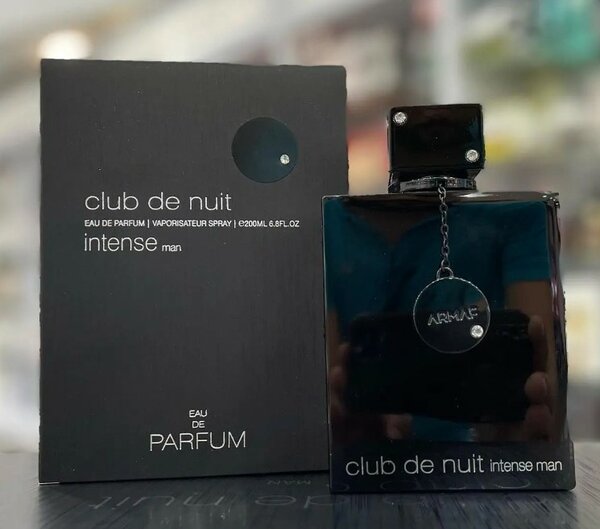 club de nuit
EAU DE PARFUM | VAPORISATEUR SPRAY | ℮200ML 6.8FL.OZ
intense man
EAU
DE
PARFUM
ARMAF
club de nuit intense man